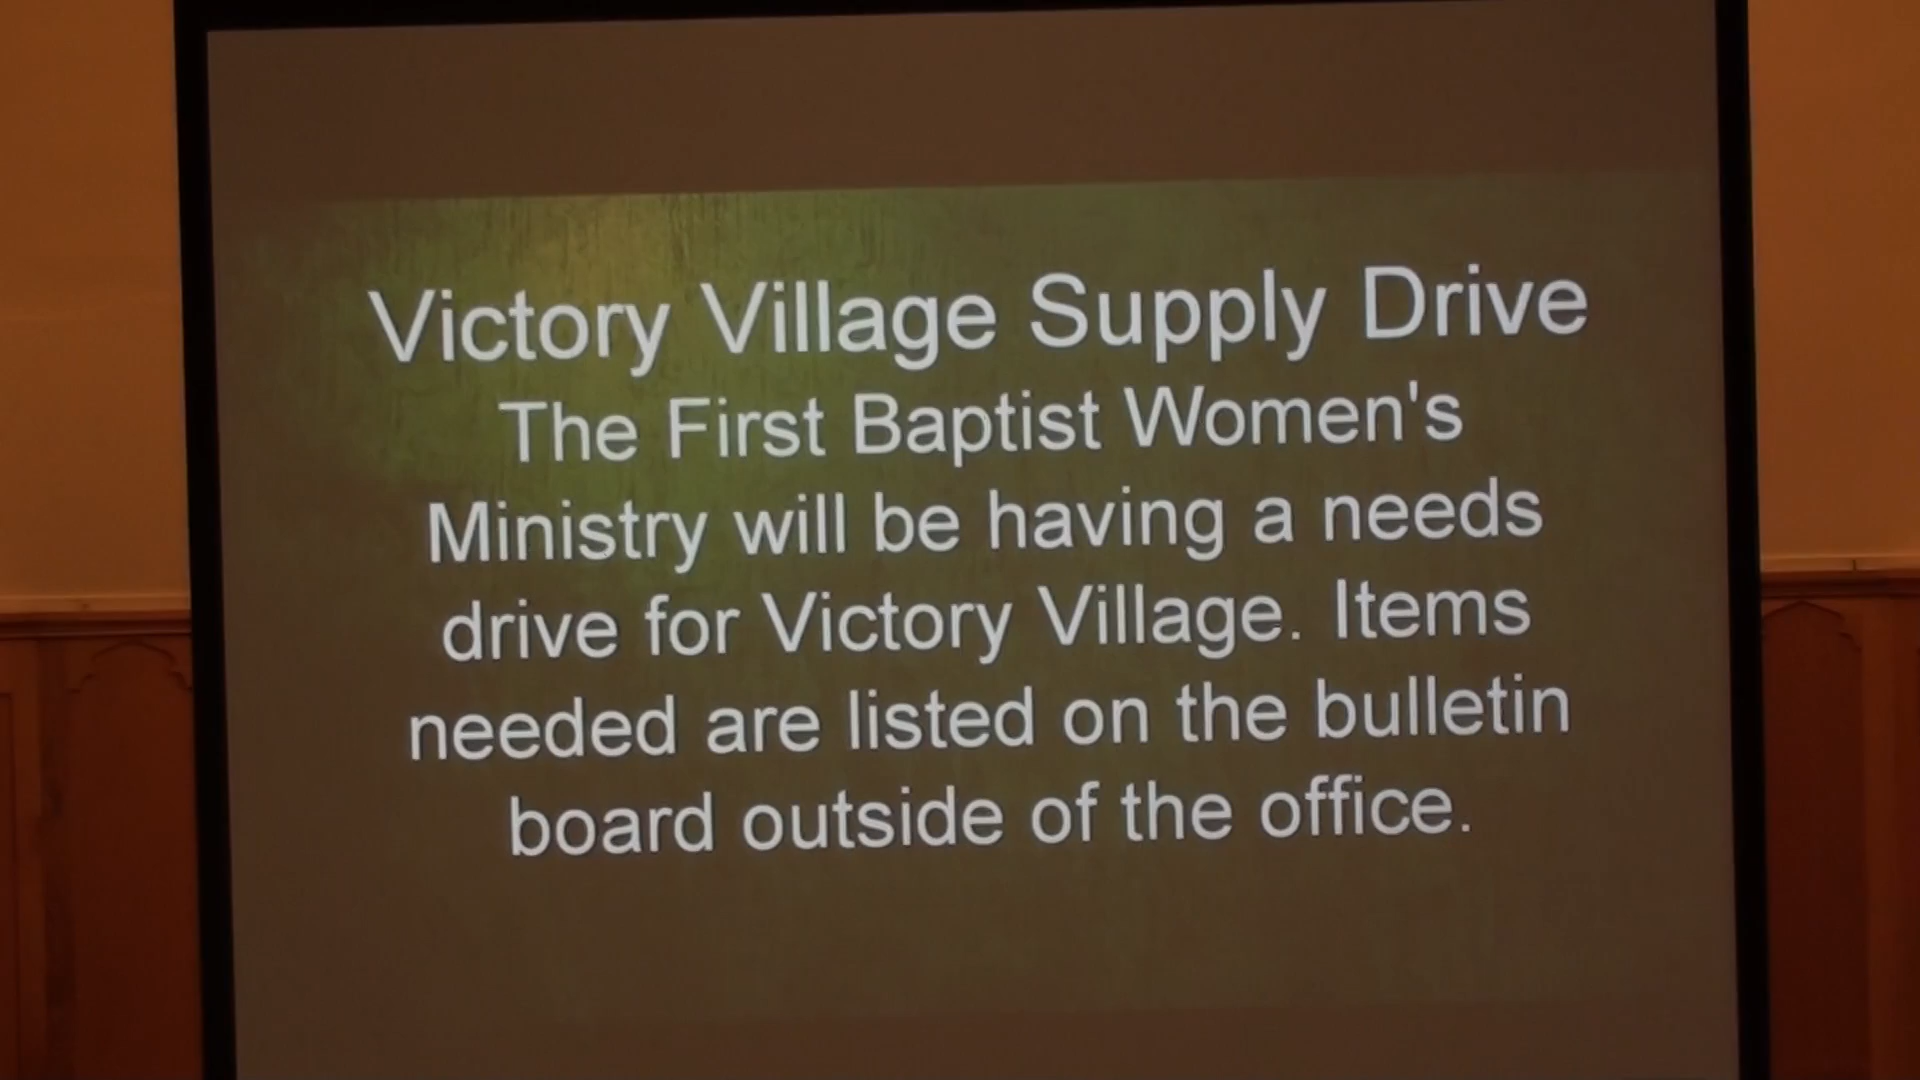 Victory Village Supply Drive
The First Baptist Women's
Ministry will be having a needs
drive for Victory Village. Items
needed are listed on the bulletin
board outside of the office.